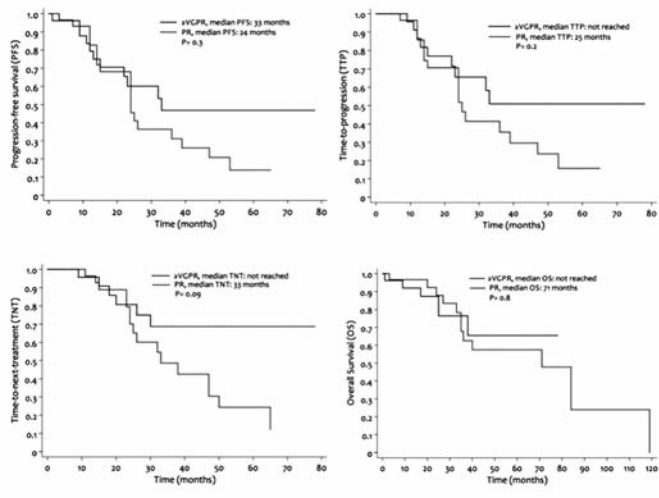 ≥VGPR, median PFS: 33 months
PR, median PFS: 24 months
P= 0.3
Progression-free survival (PFS)
1.0
0.9
0.8
0.7
0.6
0.5
0.4
0.3
0.2
0.1
0
0 10 20 30 40 50 60 70 80
Time (months)
≥VGPR, median TTP: not reached
PR, median TTP: 25 months
P= 0.2
Time-to-progression (TTP)
1.0
0.9
0.8
0.7
0.6
0.5
0.4
0.3
0.2
0.1
0
0 10 20 30 40 50 60 70 80
Time (months)
≥VGPR, median TNT: not reached
PR, median TNT: 33 months
P= 0.09
Time-to-next-treatment (TNT)
1.0
0.9
0.8
0.7
0.6
0.5
0.4
0.3
0.2
0.1
0
0 10 20 30 40 50 60 70 80
Time (months)
≥VGPR, median OS: not reached
PR, median OS: 71 months
P= 0.8
Overall Survival (OS)
1.0
0.9
0.8
0.7
0.6
0.5
0.4
0.3
0.2
0.1
0
0 10 20 30 40 50 60 70 80 90 100 110 120
Time (months)